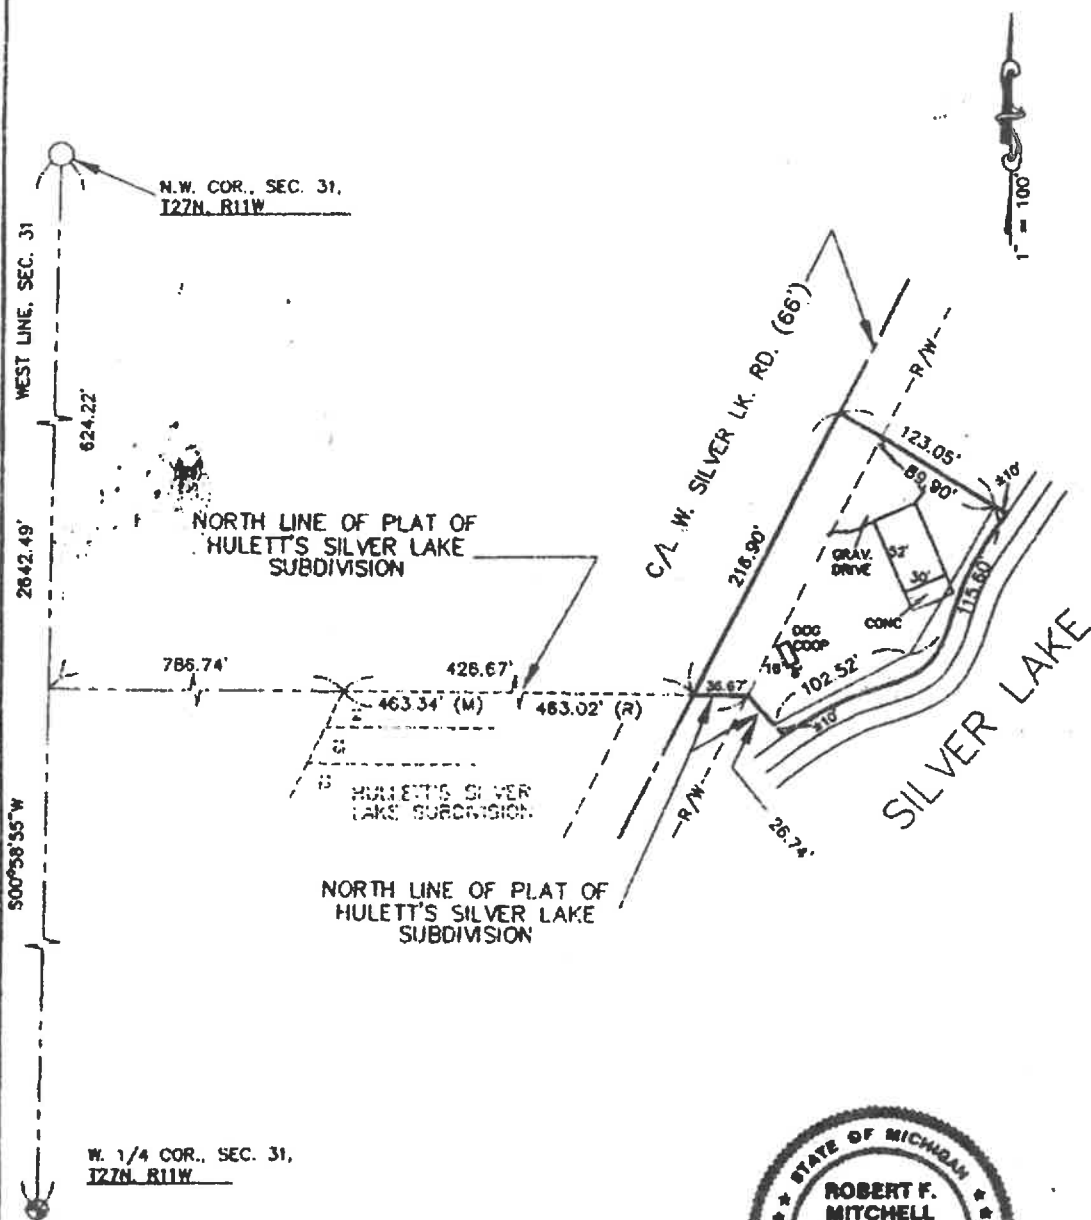 1" = 100'
N.W. COR., SEC. 31,
T27N, R11W
WEST LINE, SEC. 31
624.22'
2642.49'
S00°58'55"W
NORTH LINE OF PLAT OF
HULETT'S SILVER LAKE
SUBDIVISION
C/L W. SILVER LK. RD. (66')
R/W
123.05'
89.90'
±10'
216.90'
GRAV.
DRIVE
52'
30'
CONC
115.60'
DOG
COOP
16'
102.52'
±10'
786.74'
426.67'
36.67'
463.34' (M)
463.02' (R)
HULLETT'S SILVER
LAKE SUBDIVISION
R/W
26.74'
SILVER LAKE
NORTH LINE OF PLAT OF
HULETT'S SILVER LAKE
SUBDIVISION
W. 1/4 COR., SEC. 31,
T27N, R11W
STATE OF MICHIGAN
ROBERT F.
MITCHELL